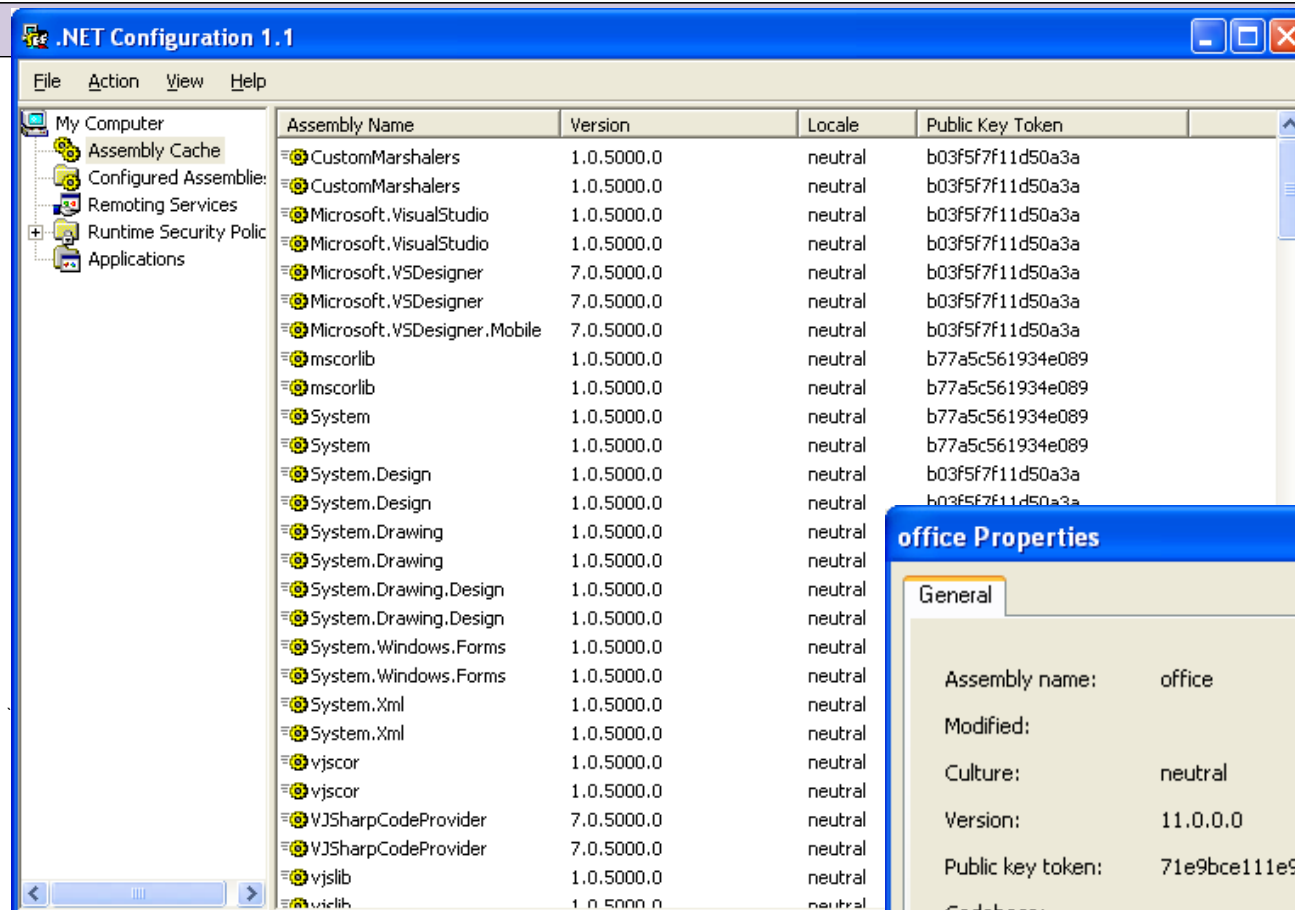 .NET Configuration 1.1
File Action View Help
My Computer
Assembly Cache
Configured Assemblies
Remoting Services
Runtime Security Polic
Applications
Assembly Name Version Locale Public Key Token
CustomMarshalers 1.0.5000.0 neutral b03f5f7f11d50a3a
CustomMarshalers 1.0.5000.0 neutral b03f5f7f11d50a3a
Microsoft.VisualStudio 1.0.5000.0 neutral b03f5f7f11d50a3a
Microsoft.VisualStudio 1.0.5000.0 neutral b03f5f7f11d50a3a
Microsoft.VSDesigner 7.0.5000.0 neutral b03f5f7f11d50a3a
Microsoft.VSDesigner 7.0.5000.0 neutral b03f5f7f11d50a3a
Microsoft.VSDesigner.Mobile 7.0.5000.0 neutral b03f5f7f11d50a3a
mscorlib 1.0.5000.0 neutral b77a5c561934e089
mscorlib 1.0.5000.0 neutral b77a5c561934e089
System 1.0.5000.0 neutral b77a5c561934e089
System 1.0.5000.0 neutral b77a5c561934e089
System.Design 1.0.5000.0 neutral b03f5f7f11d50a3a
System.Design 1.0.5000.0 neutral b03f5f7f11d50a3a
System.Drawing 1.0.5000.0 neutral
System.Drawing 1.0.5000.0 neutral
System.Drawing.Design 1.0.5000.0 neutral
System.Drawing.Design 1.0.5000.0 neutral
System.Windows.Forms 1.0.5000.0 neutral
System.Windows.Forms 1.0.5000.0 neutral
System.Xml 1.0.5000.0 neutral
System.Xml 1.0.5000.0 neutral
vjscor 1.0.5000.0 neutral
vjscor 1.0.5000.0 neutral
VJSharpCodeProvider 7.0.5000.0 neutral
VJSharpCodeProvider 7.0.5000.0 neutral
vjslib 1.0.5000.0 neutral
vjslib 1.0.5000.0 neutral
office Properties
General
Assembly name: office
Modified:
Culture: neutral
Version: 11.0.0.0
Public key token: 71e9bce111e9
Codebase: